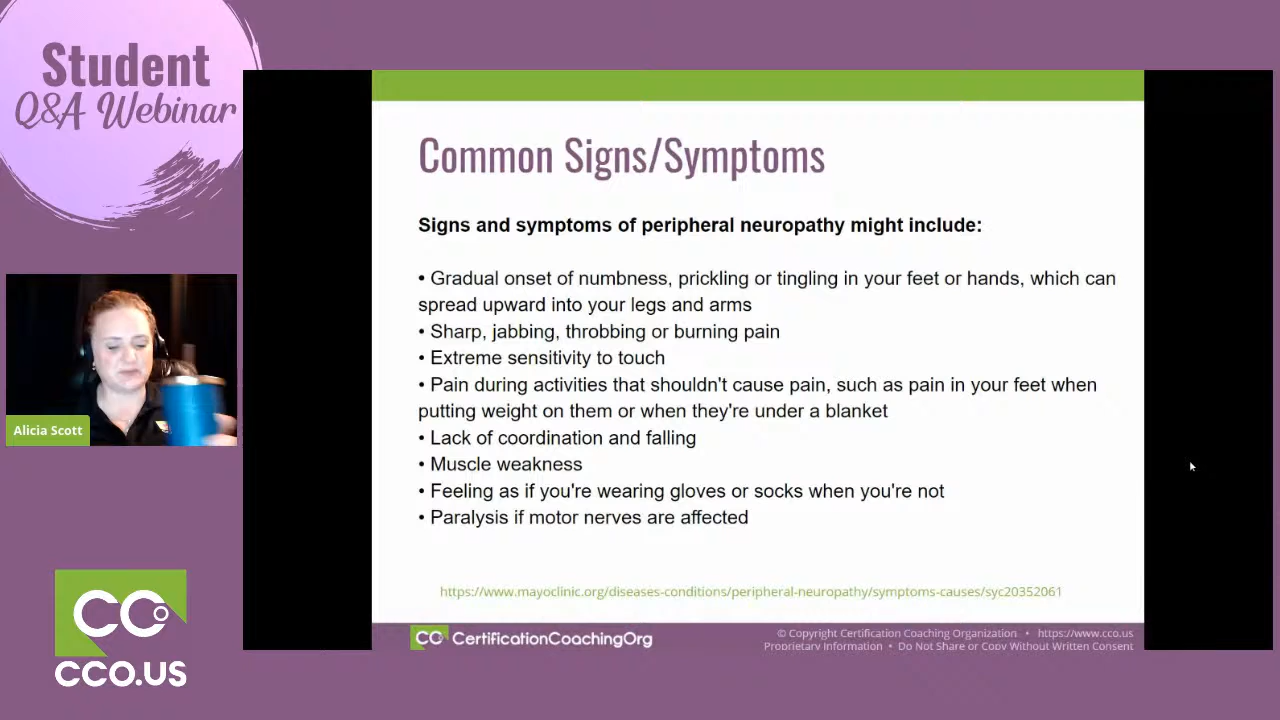 Student
Q&A Webinar
Common Signs/Symptoms
Signs and symptoms of peripheral neuropathy might include:
• Gradual onset of numbness, prickling or tingling in your feet or hands, which can
spread upward into your legs and arms
• Sharp, jabbing, throbbing or burning pain
• Extreme sensitivity to touch
• Pain during activities that shouldn't cause pain, such as pain in your feet when
putting weight on them or when they're under a blanket
• Lack of coordination and falling
• Muscle weakness
• Feeling as if you're wearing gloves or socks when you're not
• Paralysis if motor nerves are affected
https://www.mayoclinic.org/diseases-conditions/peripheral-neuropathy/symptoms-causes/syc20352061
CCO CertificationCoachingOrg
© Copyright Certification Coaching Organization • https://www.cco.us
Proprietary Information • Do Not Share or Copy Without Written Consent
Alicia Scott
CCO
CCO.US